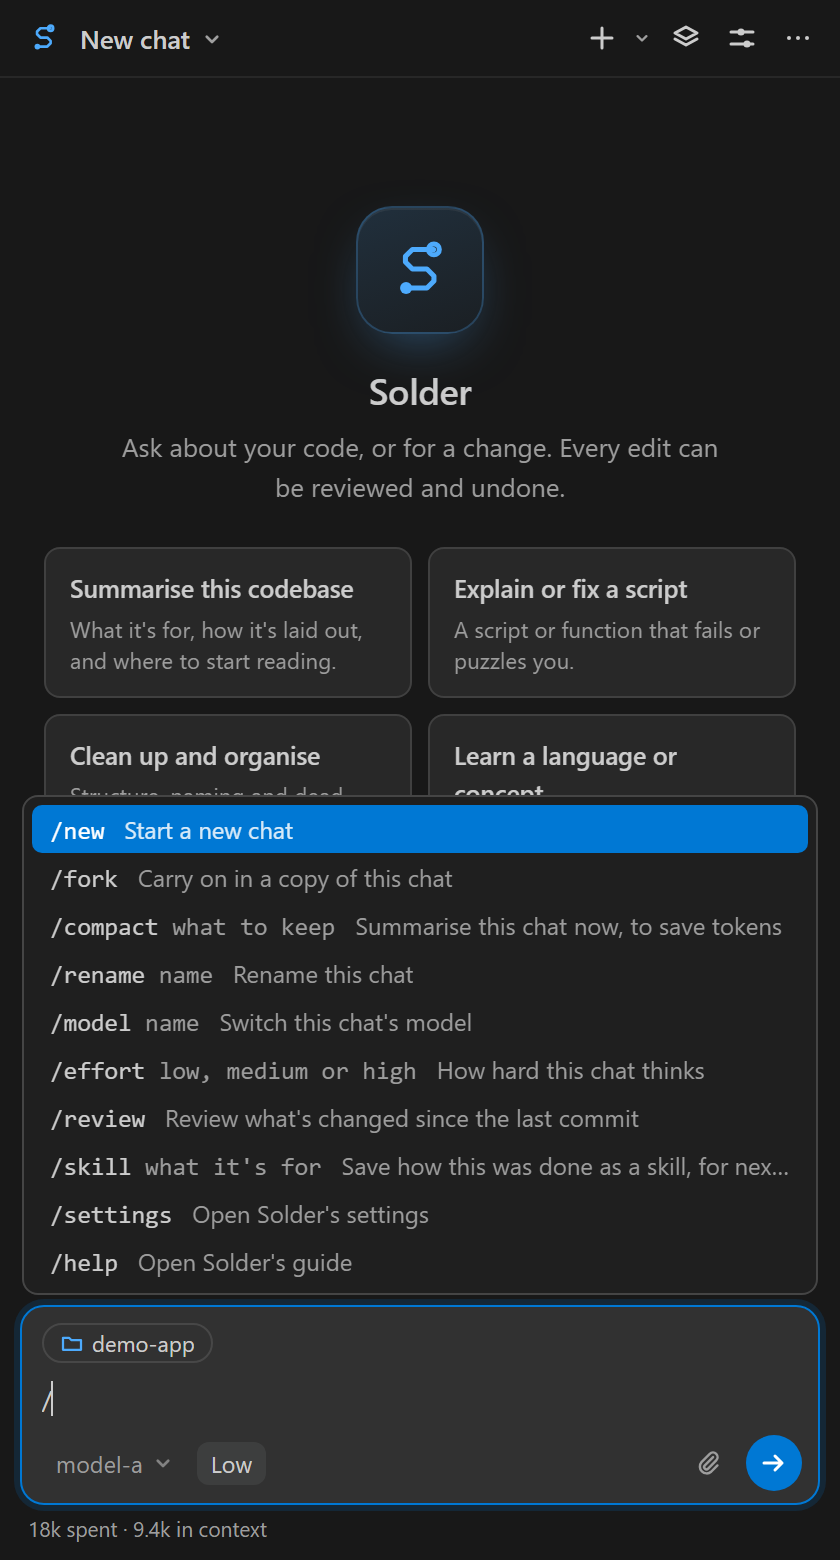 New chat
Solder
Ask about your code, or for a change. Every edit can
be reviewed and undone.
Summarise this codebase
What it's for, how it's laid out,
and where to start reading.
Explain or fix a script
A script or function that fails or
puzzles you.
Clean up and organise
Structure, naming and dead
Learn a language or
concept
/new Start a new chat
/fork Carry on in a copy of this chat
/compact what to keep Summarise this chat now, to save tokens
/rename name Rename this chat
/model name Switch this chat's model
/effort low, medium or high How hard this chat thinks
/review Review what's changed since the last commit
/skill what it's for Save how this was done as a skill, for nex...
/settings Open Solder's settings
/help Open Solder's guide
demo-app
/
model-a Low
18k spent · 9.4k in context